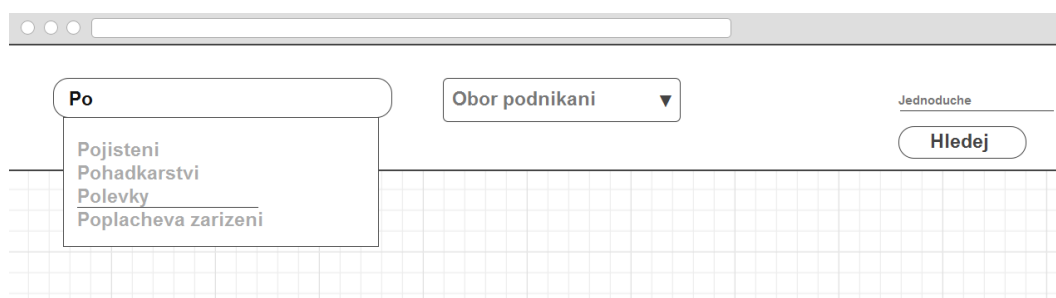 Po
Obor podnikani ▼
Jednoduche
Hledej
Pojisteni
Pohadkarstvi
Polevky
Poplacheva zarizeni